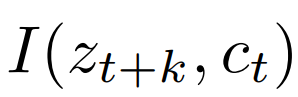 I(z_{t+k}, c_t)